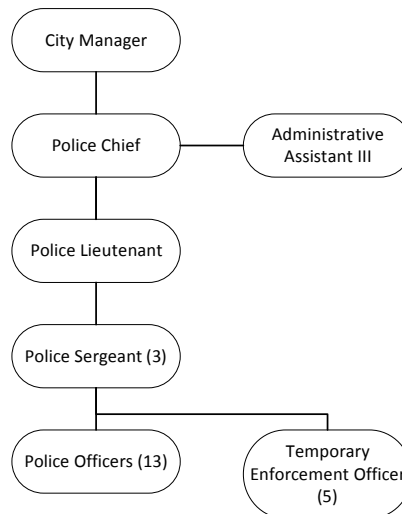 City Manager
Police Chief
Administrative
Assistant III
Police Lieutenant
Police Sergeant (3)
Police Officers (13)
Temporary
Enforcement Officer
(5)